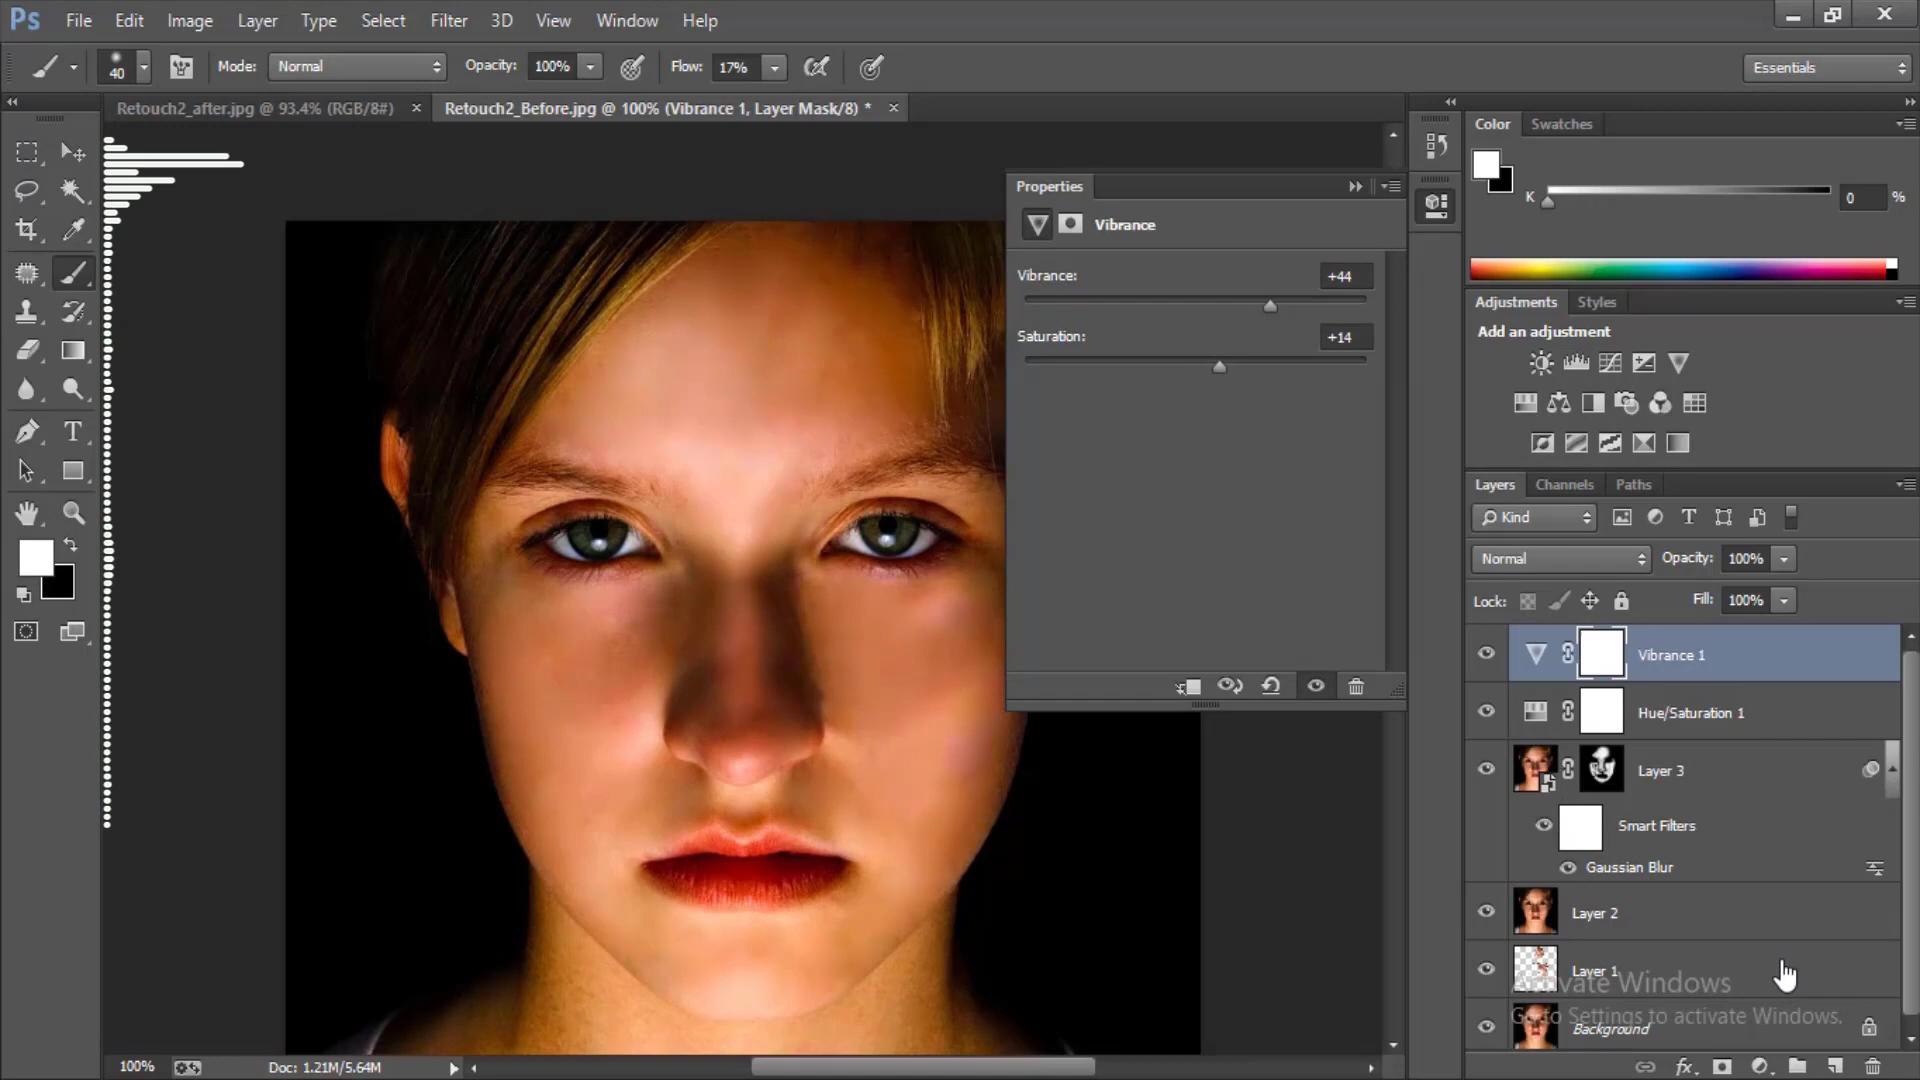 Ps File Edit Image Layer Type Select Filter 3D View Window Help
40 Mode: Normal Opacity: 100% Flow: 17% Essentials
Retouch2_after.jpg @ 93.4% (RGB/8#) × Retouch2_Before.jpg @ 100% (Vibrance 1, Layer Mask/8) * ×
Color Swatches
K 0 %
Properties
Vibrance
Vibrance: +44
Saturation: +14
Adjustments Styles
Add an adjustment
Layers Channels Paths
Kind T
Normal Opacity: 100%
Lock: Fill: 100%
Vibrance 1
Hue/Saturation 1
Layer 3
Smart Filters
Gaussian Blur
Layer 2
Layer 1
Activate Windows
Go to Settings to activate Windows.
Background
100% Doc: 1.21M/5.64M
fx